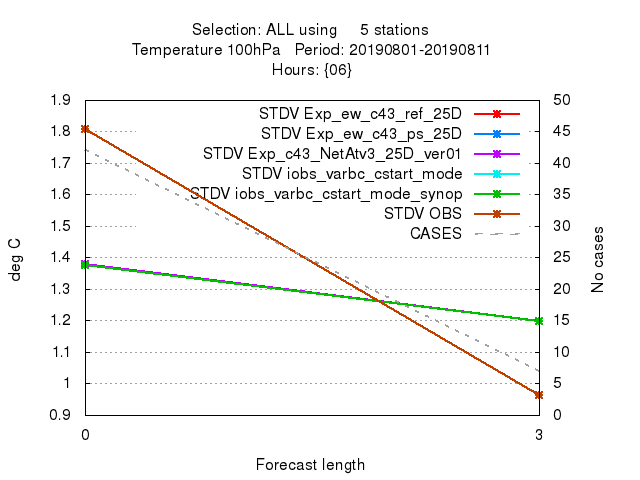 Selection: ALL using 5 stations
Temperature 100hPa Period: 20190801-20190811
Hours: {06}
STDV Exp_ew_c43_ref_25D
STDV Exp_ew_c43_ps_25D
STDV Exp_c43_NetAtv3_25D_ver01
STDV iobs_varbc_cstart_mode
STDV iobs_varbc_cstart_mode_synop
STDV OBS
CASES
deg C
1.9
1.8
1.7
1.6
1.5
1.4
1.3
1.2
1.1
1
0.9
50
45
40
35
30
25
20
15
10
5
0
No cases
0
3
Forecast length